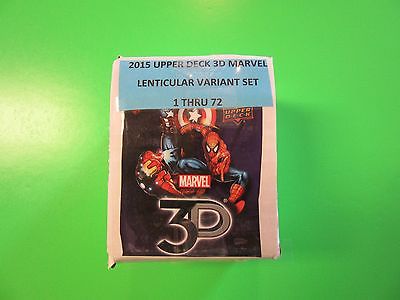 2015 UPPER DECK 3D MARVEL
LENTICULAR VARIANT SET
1 THRU 72
UPPER DECK
MARVEL
3D